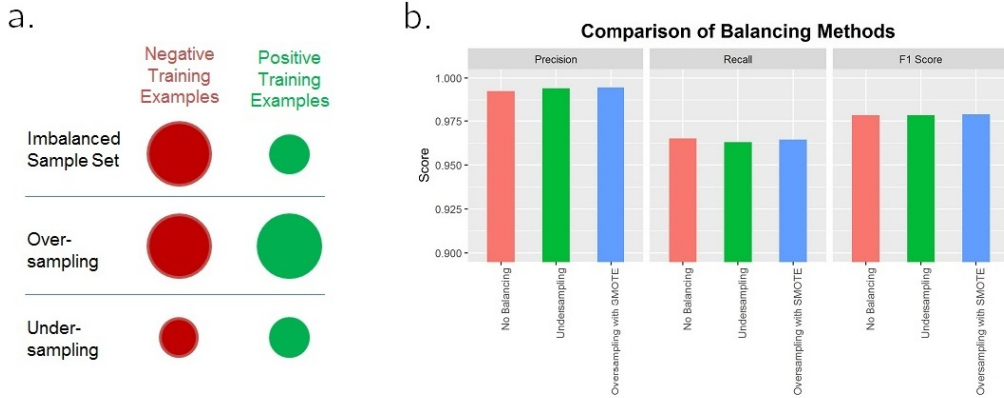 a.
Negative
Training
Examples
Positive
Training
Examples
Imbalanced
Sample Set
Over-
sampling
Under-
sampling
b.
Comparison of Balancing Methods
Precision
Recall
F1 Score
Score
1.000
0.975
0.950
0.925
0.900
No Balancing
Undersampling
Oversampling with SMOTE
No Balancing
Undersampling
Oversampling with SMOTE
No Balancing
Undersampling
Oversampling with SMOTE